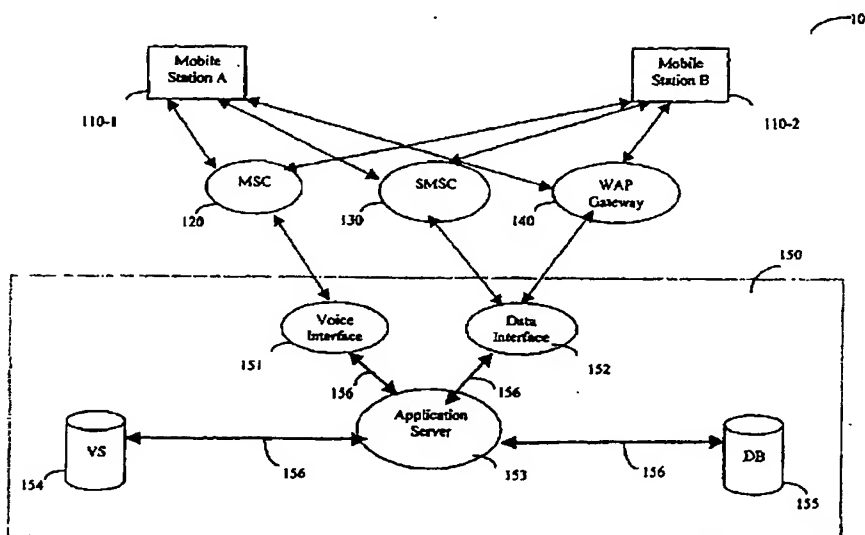 10
Mobile
Station A
Mobile
Station B
110-1
110-2
MSC
SMSC
WAP
Gateway
120
130
140
150
Voice
Interface
Data
Interface
151
152
156
156
Application
Server
VS
DB
154
156
153
156
155